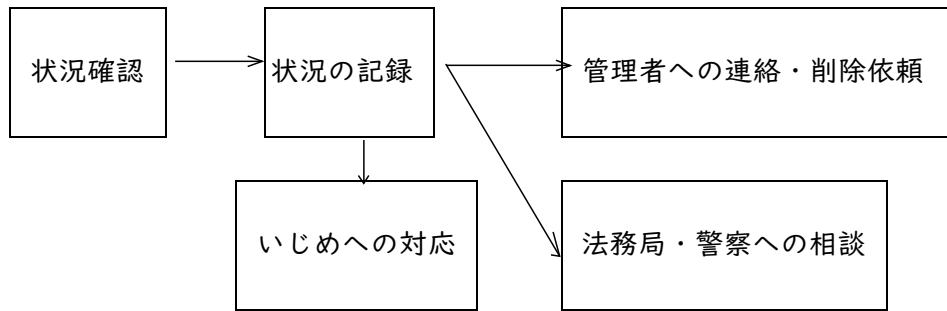 状況確認
状況の記録
管理者への連絡・削除依頼
いじめへの対応
法務局・警察への相談